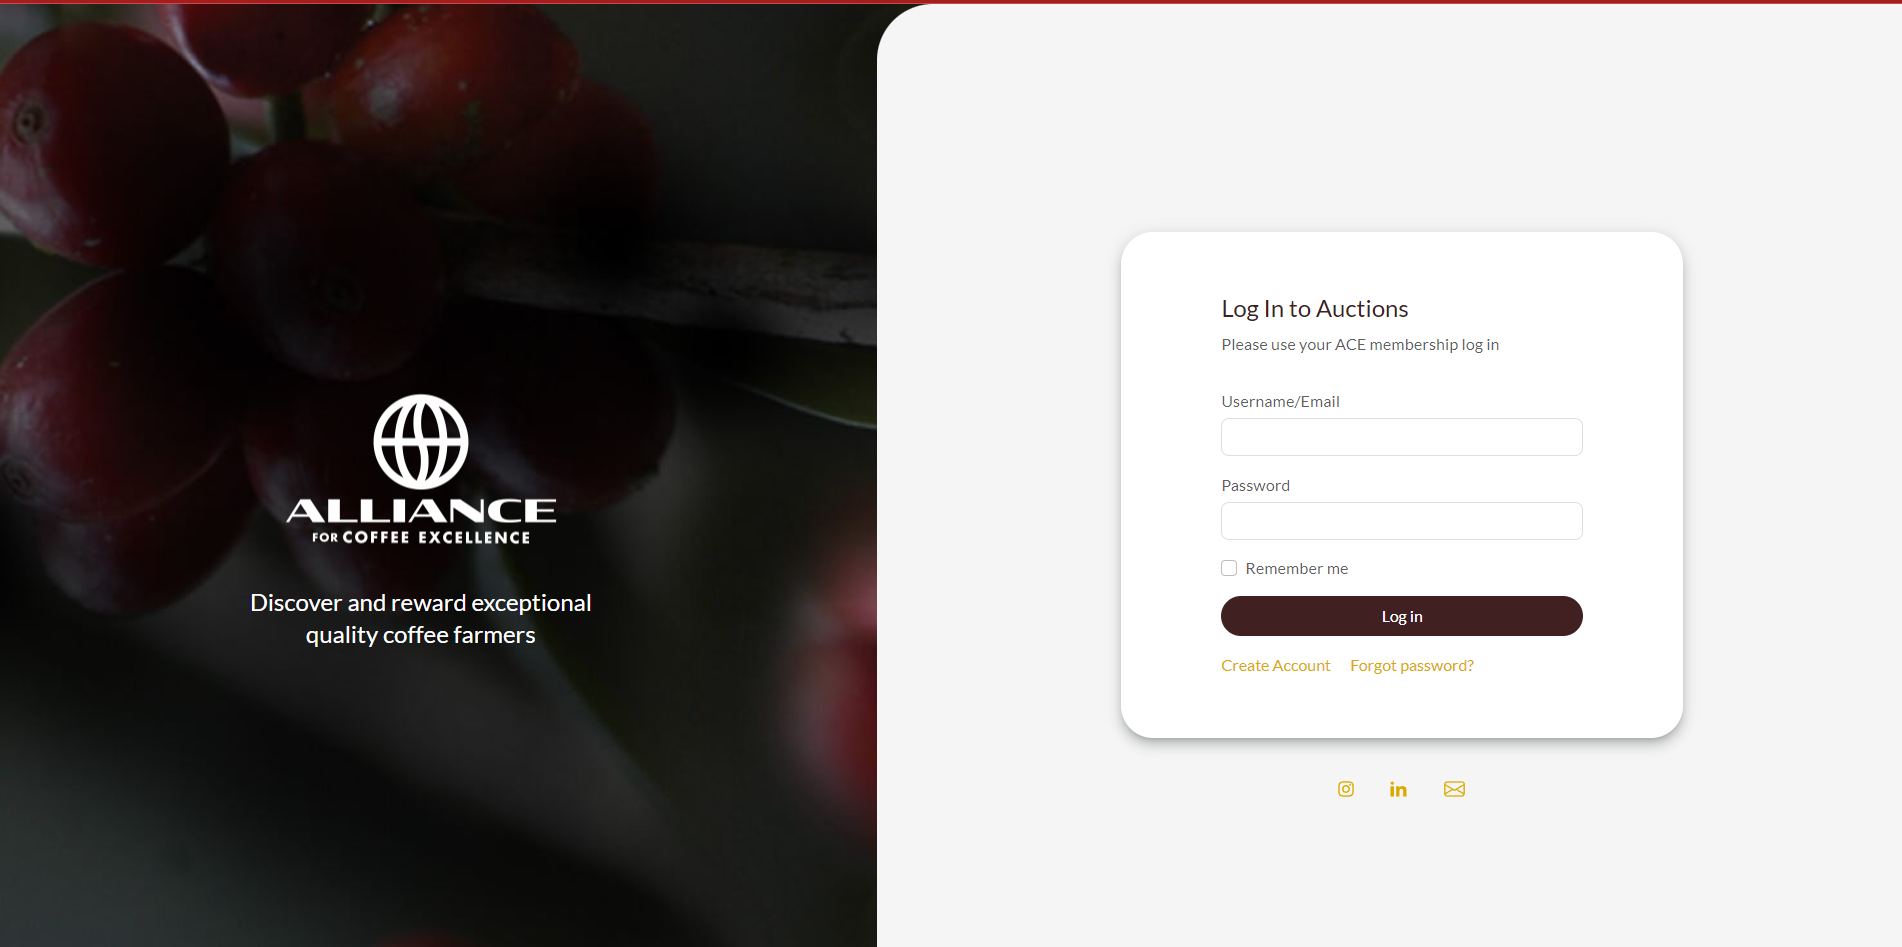 ALLIANCE
FOR COFFEE EXCELLENCE
Discover and reward exceptional
quality coffee farmers
Log In to Auctions
Please use your ACE membership log in
Username/Email
Password
Remember me
Log in
Create Account Forgot password?